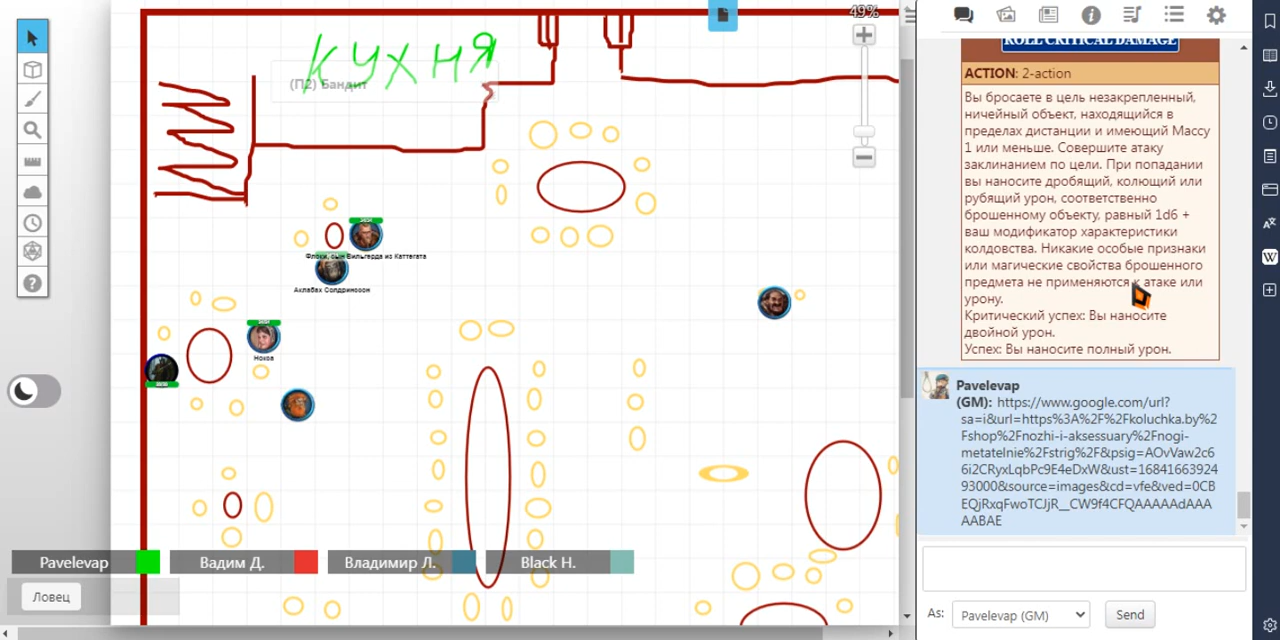 49%
КУХНЯ
(П2) Бандит
Флоки, сын Вильгерда из Каттегата
Ахлабах Солдринссон
Pavelevap
Вадим Д.
Владимир Л.
Black H.
Ловец
ROLL CRITICAL DAMAGE
ACTION: 2-action
Вы бросаете в цель незакрепленный,
ничейный объект, находящийся в
пределах дистанции и имеющий Массу
1 или меньше. Совершите атаку
заклинанием по цели. При попадании
вы наносите дробящий, колющий или
рубящий урон, соответственно
брошенному объекту, равный 1d6 +
ваш модификатор характеристики
колдовства. Никакие особые признаки
или магические свойства брошенного
предмета не применяются к атаке или
урону.
Критический успех: Вы наносите
двойной урон.
Успех: Вы наносите полный урон.
Pavelevap
(GM): https://www.google.com/url?
sa=i&url=https%3A%2F%2Fkoluchka.by%2
Fshop%2Fnozhi-i-aksessuary%2Fnogi-
metatelnie%2Fstrig%2F&psig=AOvVaw2c6
6i2CRyxLqbPc9E4eDxW&ust=16841663924
93000&source=images&cd=vfe&ved=0CB
EQjRxqFwoTCJjR__CW9f4CFQAAAAAdAAA
AABAE
As:
Pavelevap (GM)
Send